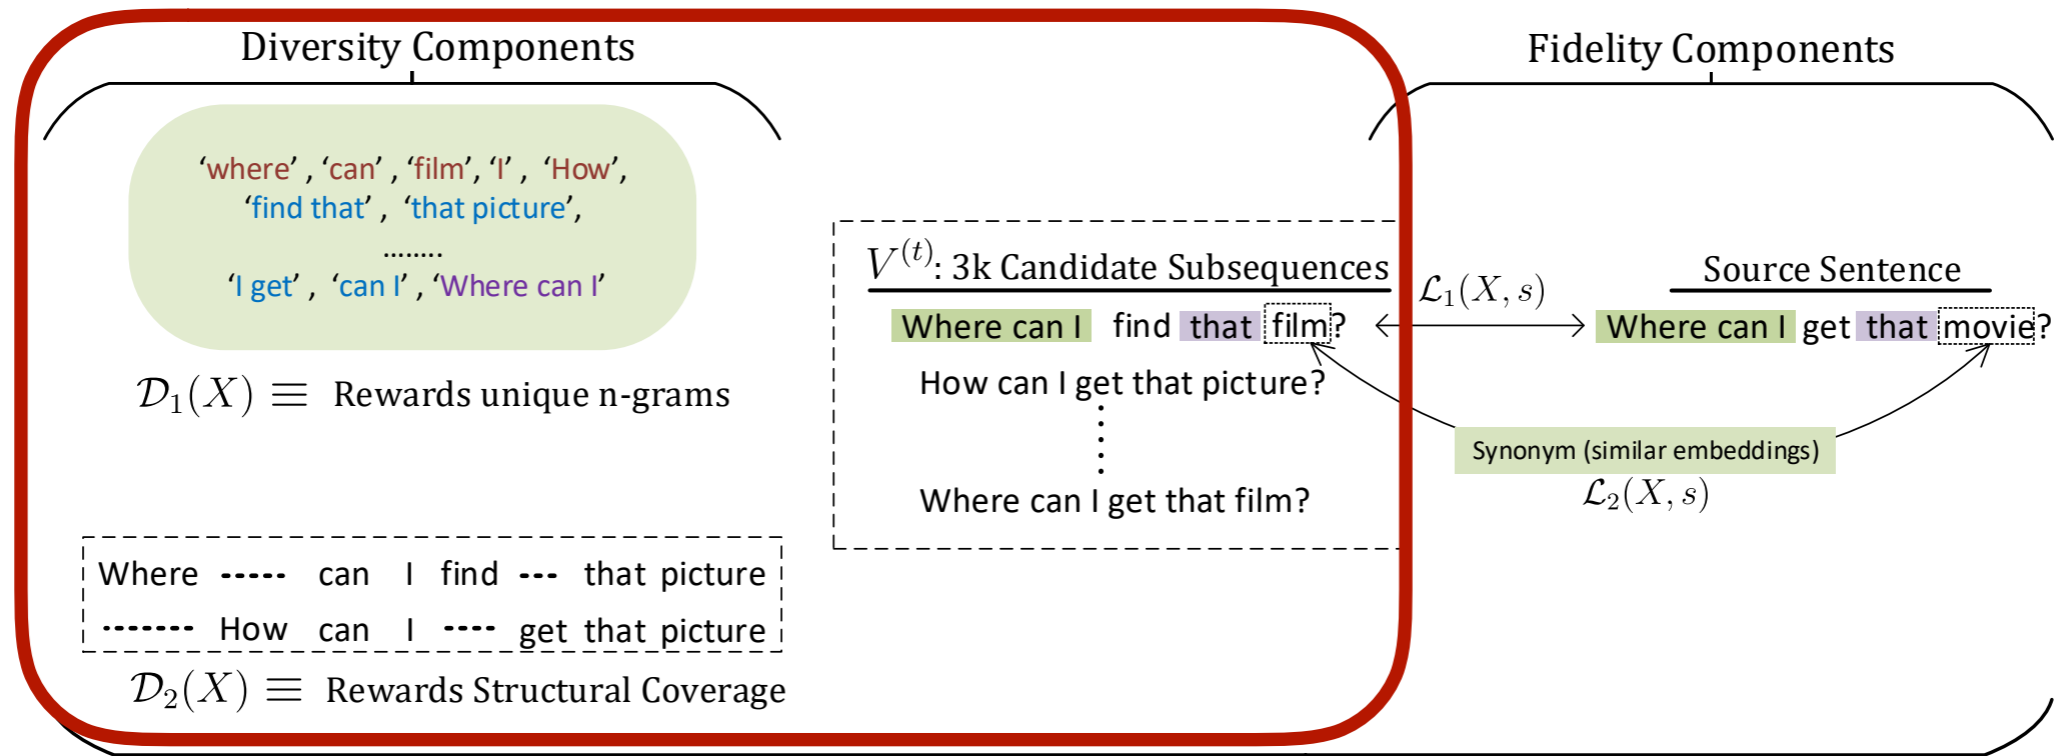 Diversity Components
‘where’ , ‘can’ , ‘film’, ‘I’ , ‘How’,
‘find that’ , ‘that picture’,
........
‘I get’ , ‘can I’ , ‘Where can I’
𝒟₁(X) ≡ Rewards unique n-grams
Where ----- can I find --- that picture
------- How can I ---- get that picture
𝒟₂(X) ≡ Rewards Structural Coverage
V⁽ᵗ⁾: 3k Candidate Subsequences
Where can I find that film?
How can I get that picture?
Where can I get that film?
Fidelity Components
ℒ₁(X, s)
Source Sentence
Where can I get that movie?
Synonym (similar embeddings)
ℒ₂(X, s)